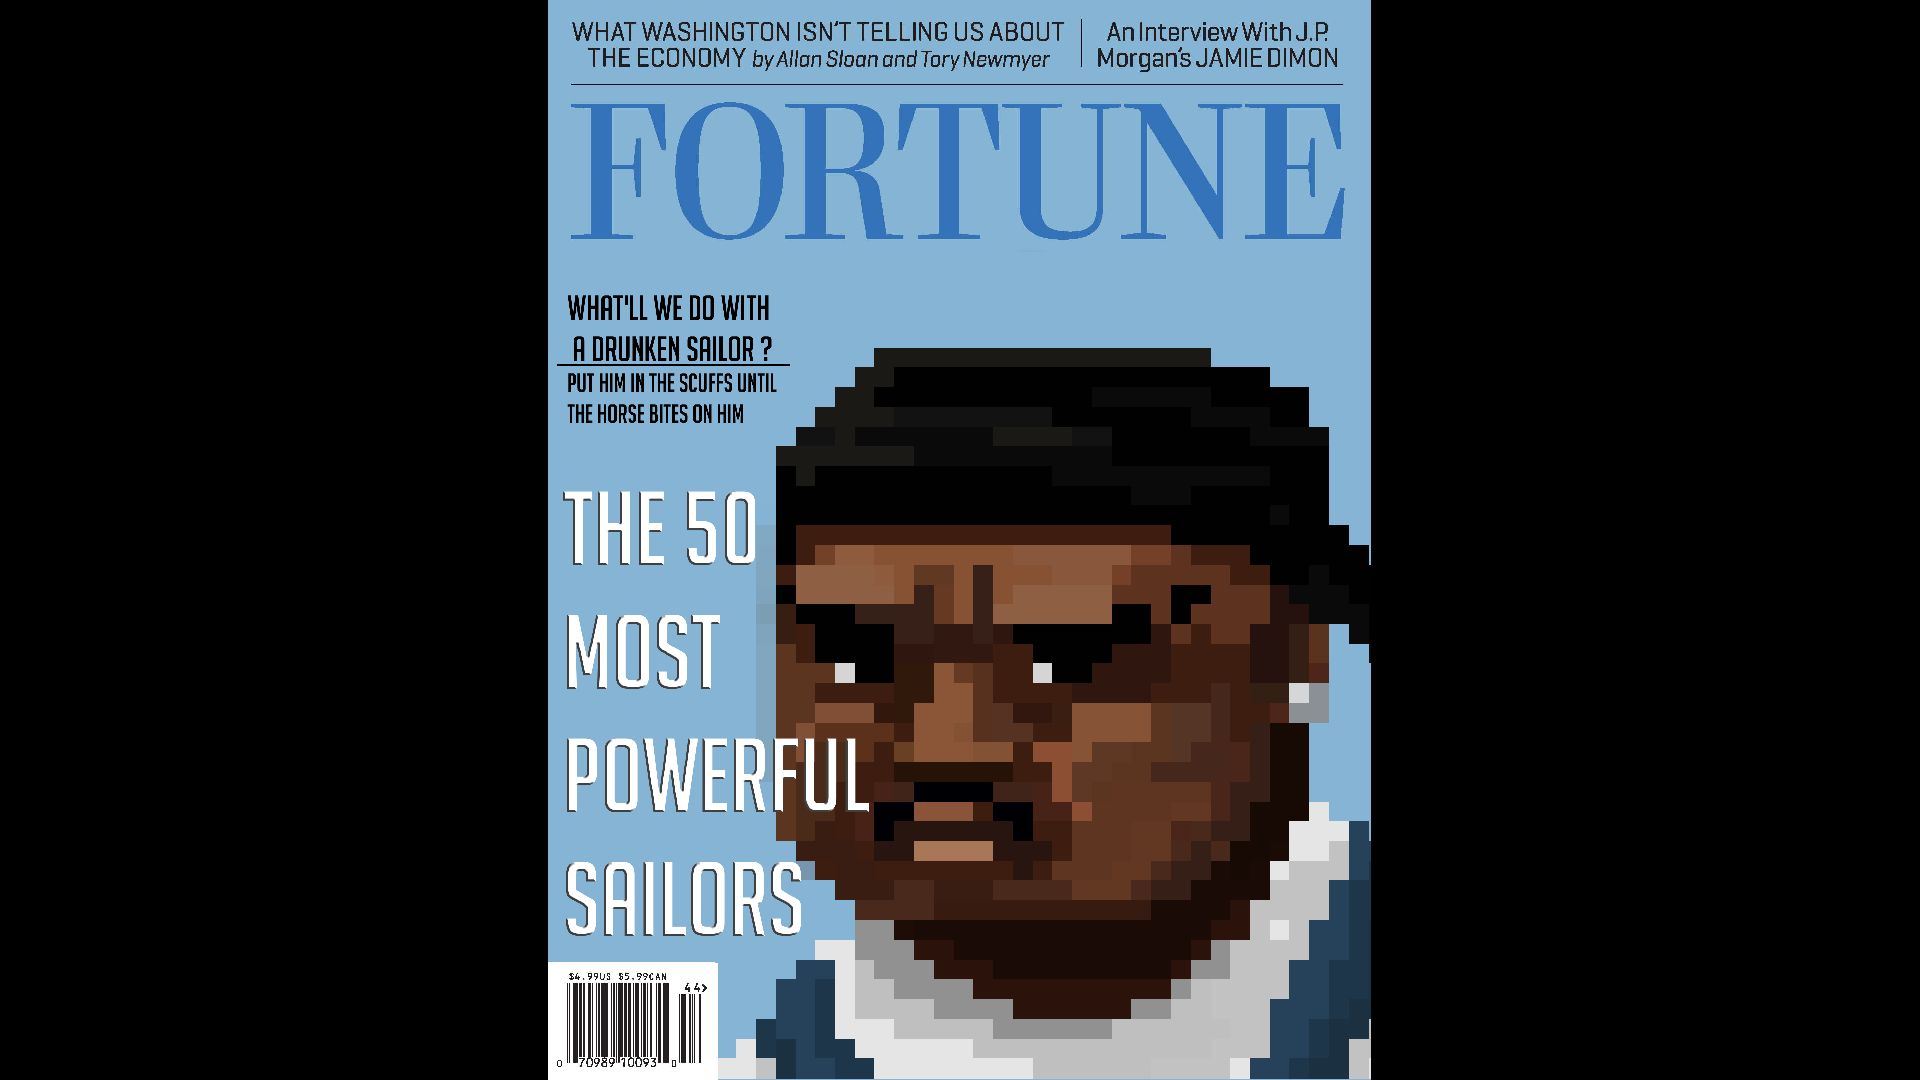 WHAT WASHINGTON ISN'T TELLING US ABOUT
THE ECONOMY by Allan Sloan and Tory Newmyer
An Interview With J.P.
Morgan's JAMIE DIMON
FORTUNE
WHAT'LL WE DO WITH
A DRUNKEN SAILOR ?
PUT HIM IN THE SCUFFS UNTIL
THE HORSE BITES ON HIM
THE 50
MOST
POWERFUL
SAILORS
$4.99US $5.99CAN
44>
0 70989 10093 0